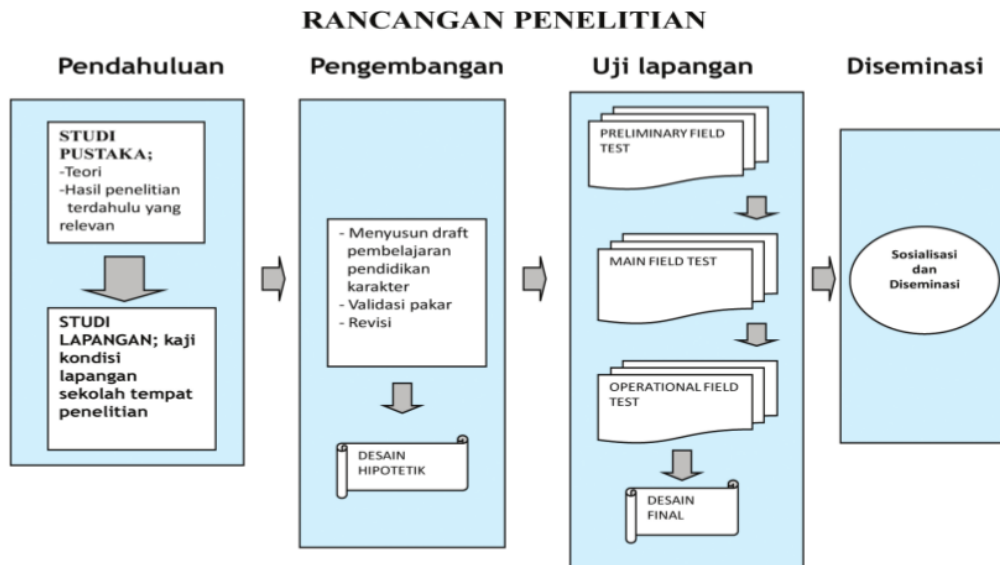 RANCANGAN PENELITIAN
Pendahuluan
Pengembangan
Uji lapangan
Diseminasi
STUDI
PUSTAKA;
-Teori
-Hasil penelitian
terdahulu yang
relevan
STUDI
LAPANGAN; kaji
kondisi
lapangan
sekolah tempat
penelitian
- Menyusun draft
pembelajaran
pendidikan
karakter
- Validasi pakar
- Revisi
DESAIN
HIPOTETIK
PRELIMINARY FIELD
TEST
MAIN FIELD TEST
OPERATIONAL FIELD
TEST
DESAIN
FINAL
Sosialisasi
dan
Diseminasi